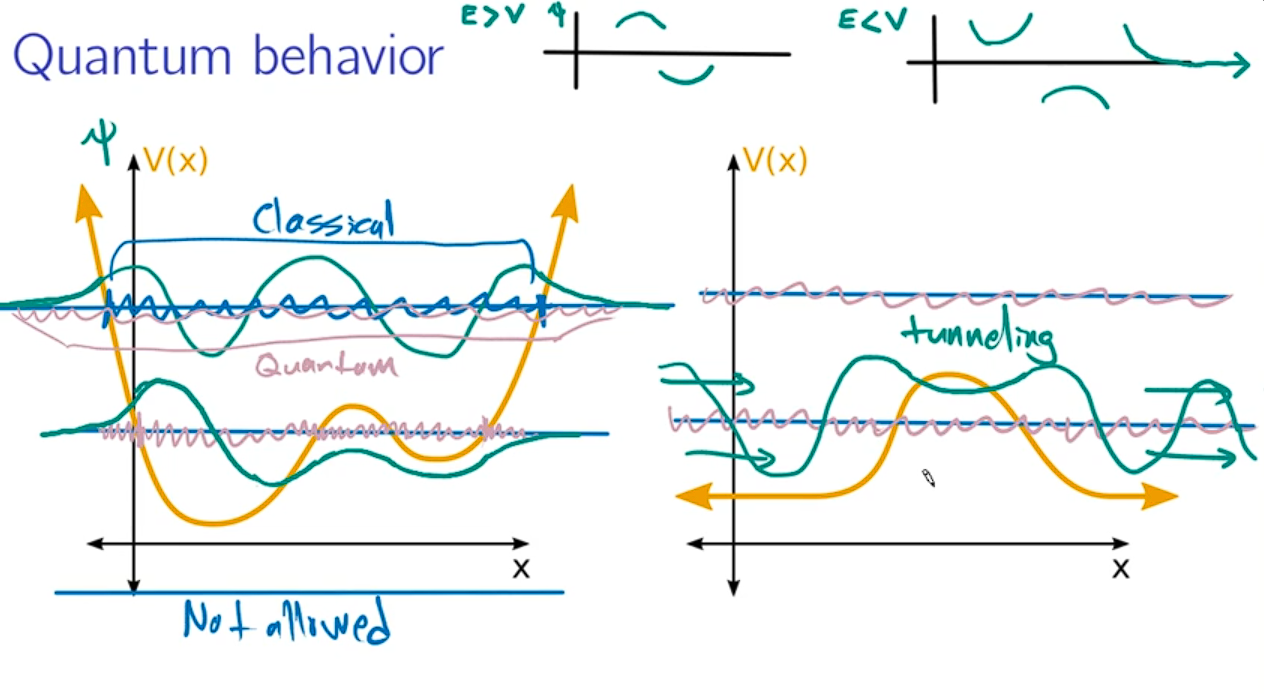 Quantum behavior
E>V ψ
E<V
ψ
V(x)
Classical
Quantum
x
Not allowed
V(x)
tunneling
x